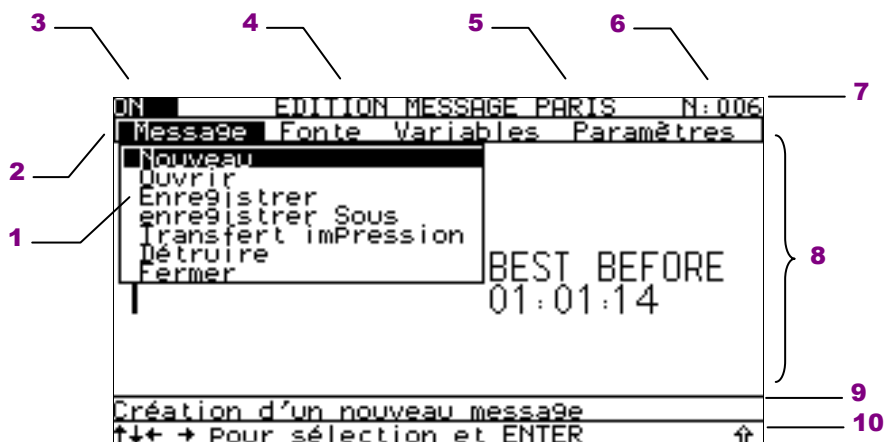 3 4 5 6
7
ON EDITION MESSAGE PARIS N:006
Message Fonte Variables Paramètres
2
Nouveau
Ouvrir
Enregistrer
1
enregistrer Sous
Transfert imPression
Détruire
Fermer
8
BEST BEFORE
01:01:14
9
Création d'un nouveau message
10
↑↓← → Pour sélection et ENTER ⇧